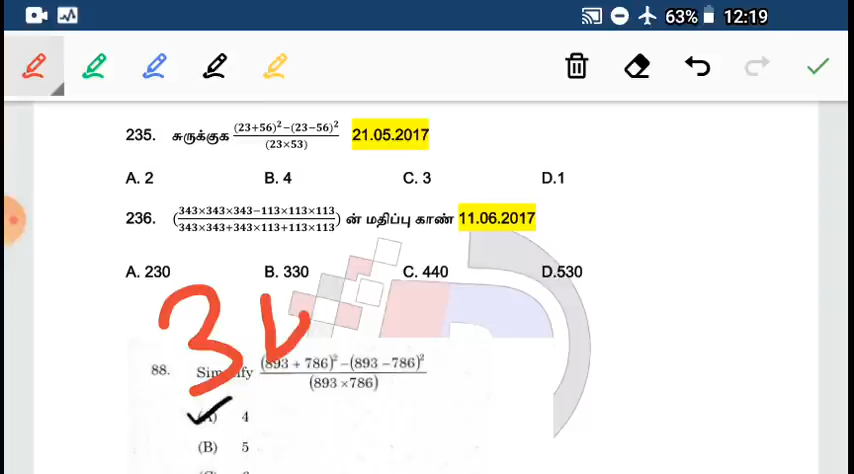 63% 12:19
235. சுருக்குக (23+56)²−(23−56)² / (23×53) 21.05.2017
A. 2 B. 4 C. 3 D.1
236. (343×343×343−113×113×113 / 343×343+343×113+113×113) ன் மதிப்பு காண் 11.06.2017
A. 230 B. 330 C. 440 D.530
3
88. Simplify (893 + 786)² −(893 −786)² / (893 ×786)
(A) 4
(B) 5